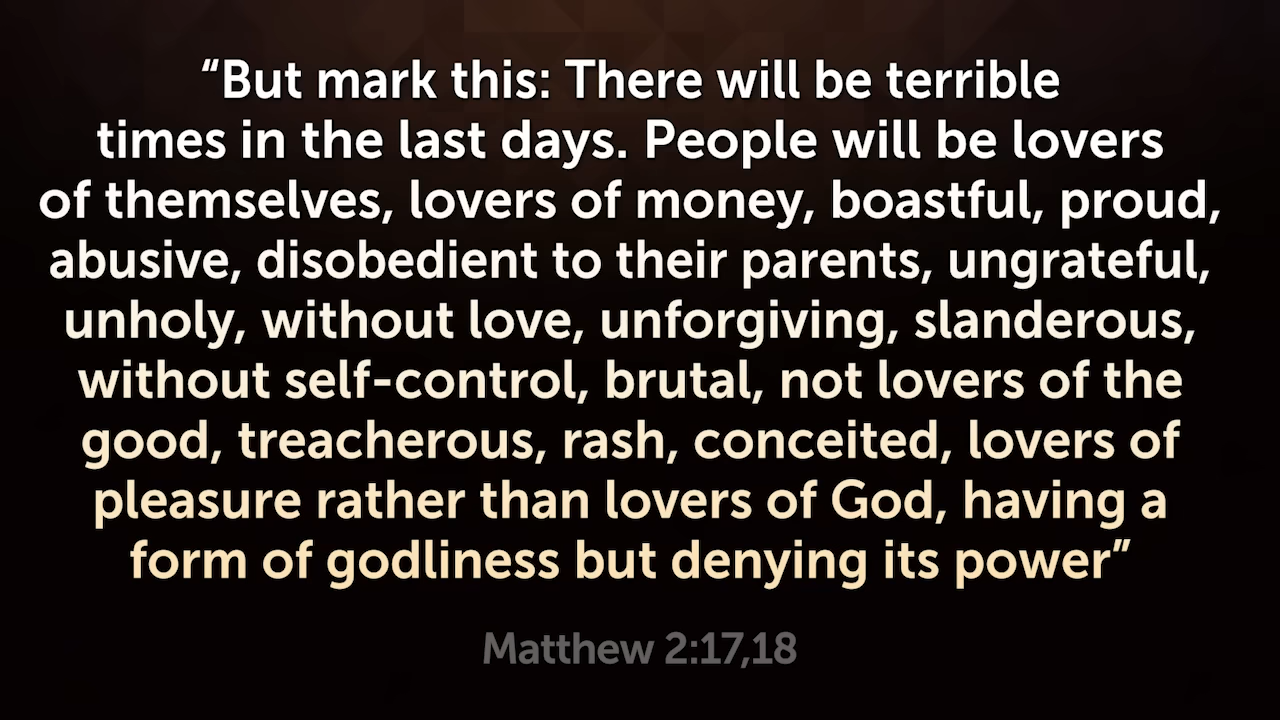 “But mark this: There will be terrible
times in the last days. People will be lovers
of themselves, lovers of money, boastful, proud,
abusive, disobedient to their parents, ungrateful,
unholy, without love, unforgiving, slanderous,
without self-control, brutal, not lovers of the
good, treacherous, rash, conceited, lovers of
pleasure rather than lovers of God, having a
form of godliness but denying its power”
Matthew 2:17,18